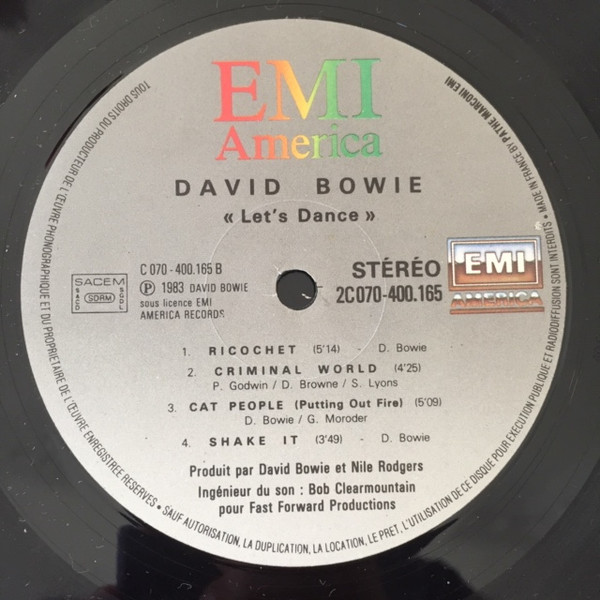 EMI
America
DAVID BOWIE
« Let's Dance »
C 070 - 400.165 B
Ⓟ 1983 DAVID BOWIE
sous licence EMI
AMERICA RECORDS
SACEM
SACD
SDRM
SGDL
STÉRÉO
2C070-400.165
EMI
AMERICA
1. RICOCHET (5'14) - D. Bowie
2. CRIMINAL WORLD (4'25)
P. Godwin / D. Browne / S. Lyons
3. CAT PEOPLE (Putting Out Fire) (5'09)
D. Bowie / G. Moroder
4. SHAKE IT (3'49) - D. Bowie
Produit par David Bowie et Nile Rodgers
Ingénieur du son : Bob Clearmountain
pour Fast Forward Productions
TOUS DROITS DU PRODUCTEUR DE L'ŒUVRE PHONOGRAPHIQUE ET DU PROPRIETAIRE DE L'ŒUVRE ENREGISTREE RESERVES • SAUF AUTORISATION, LA DUPLICATION, LA LOCATION, LE PRET, L'UTILISATION DE CE DISQUE POUR EXECUTION PUBLIQUE ET RADIODIFFUSION SONT INTERDITS • MADE IN FRANCE BY PATHE MARCONI EMI